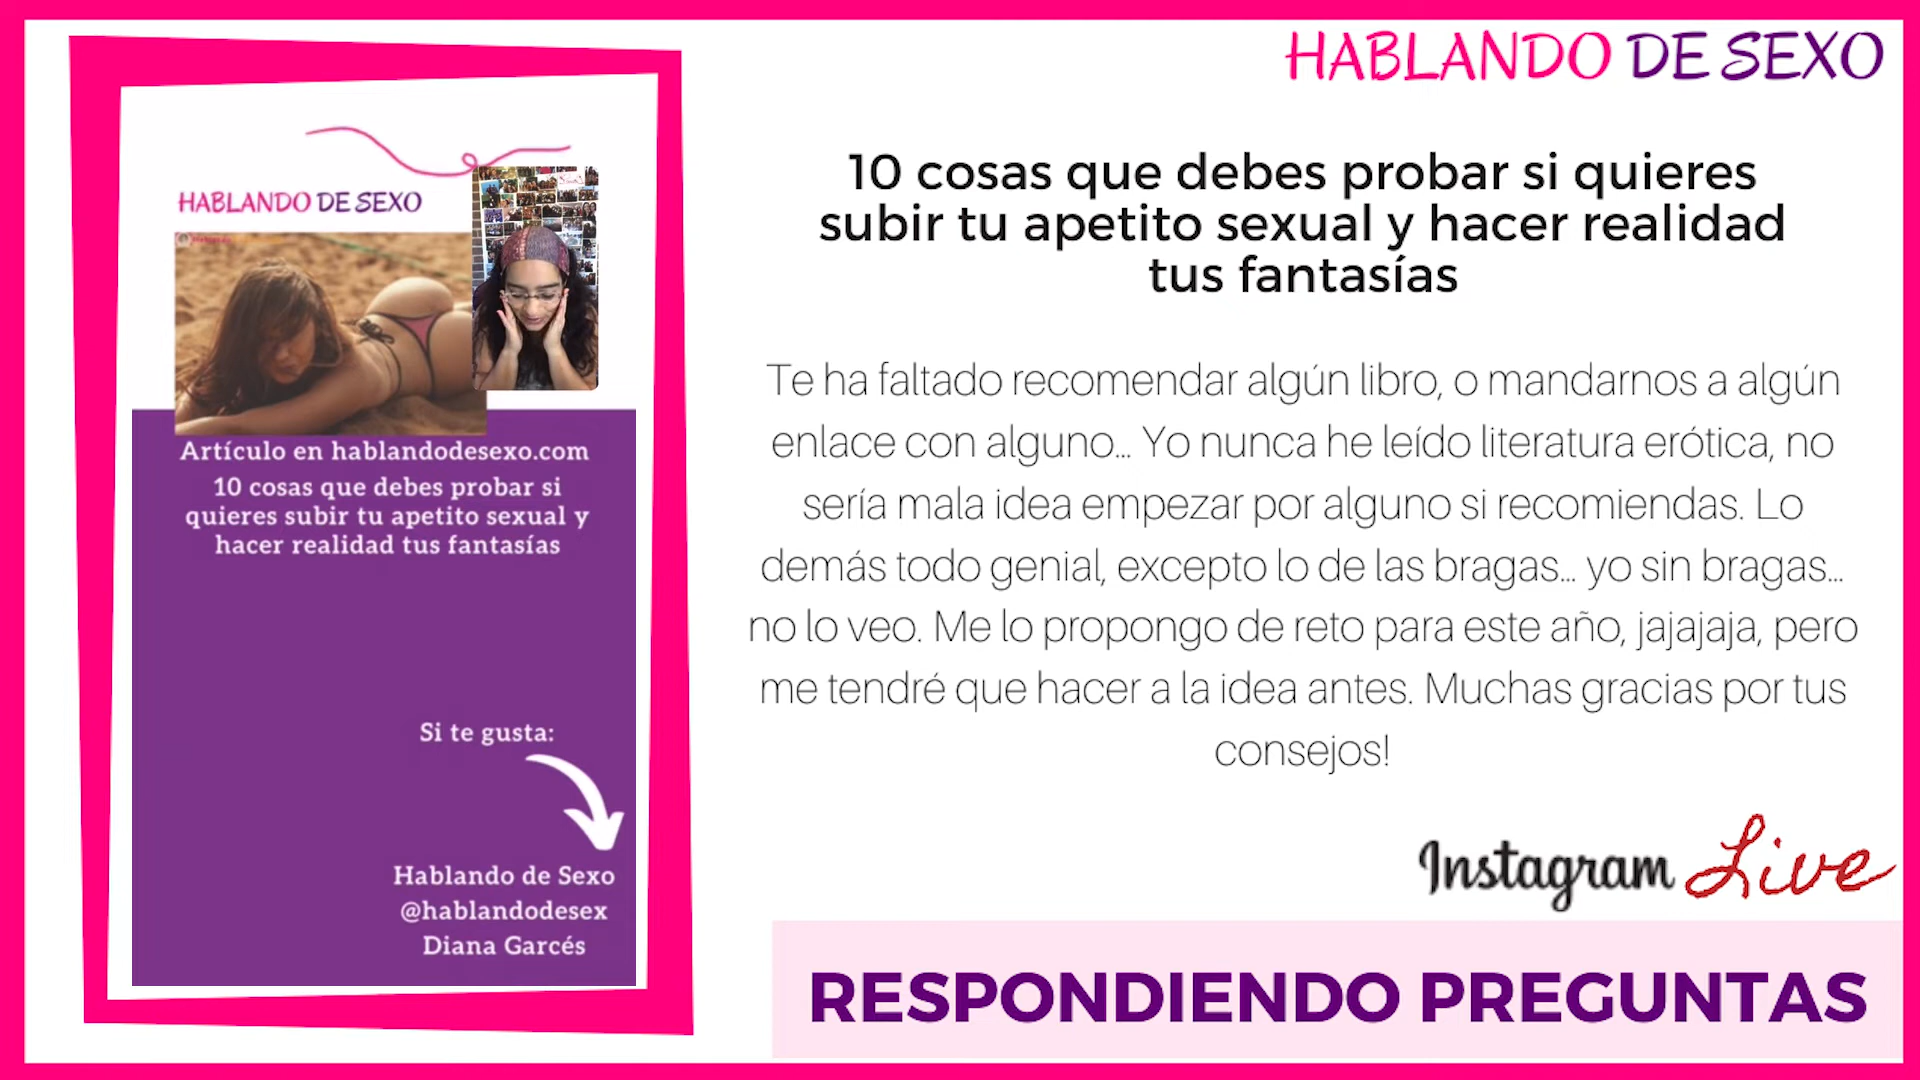 HABLANDO DE SEXO
10 cosas que debes probar si quieres
subir tu apetito sexual y hacer realidad
tus fantasías
Te ha faltado recomendar algún libro, o mandarnos a algún
enlace con alguno... Yo nunca he leído literatura erótica, no
sería mala idea empezar por alguno si recomiendas. Lo
demás todo genial, excepto lo de las bragas... yo sin bragas...
no lo veo. Me lo propongo de reto para este año, jajajaja, pero
me tendré que hacer a la idea antes. Muchas gracias por tus
consejos!
Instagram Live
RESPONDIENDO PREGUNTAS
HABLANDO DE SEXO
Artículo en hablandodesexo.com
10 cosas que debes probar si
quieres subir tu apetito sexual y
hacer realidad tus fantasías
Si te gusta:
Hablando de Sexo
@hablandodesex
Diana Garcés